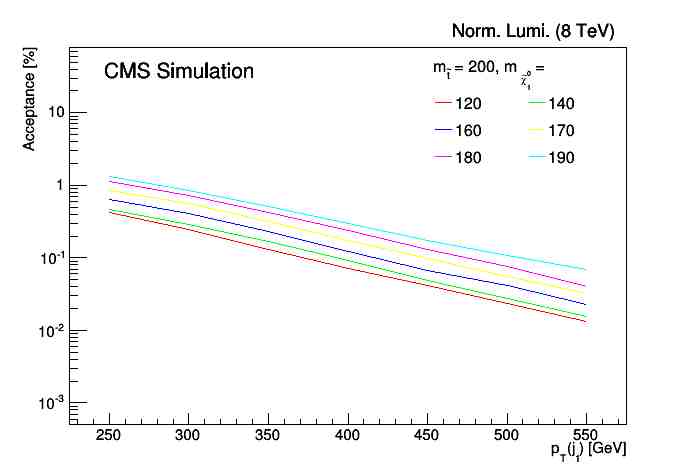 Norm. Lumi. (8 TeV)
CMS Simulation
m_t̃ = 200, m_χ̃⁰₁ =
120 140
160 170
180 190
Acceptance [%]
10
1
10⁻¹
10⁻²
10⁻³
250 300 350 400 450 500 550
p_T(j₁) [GeV]